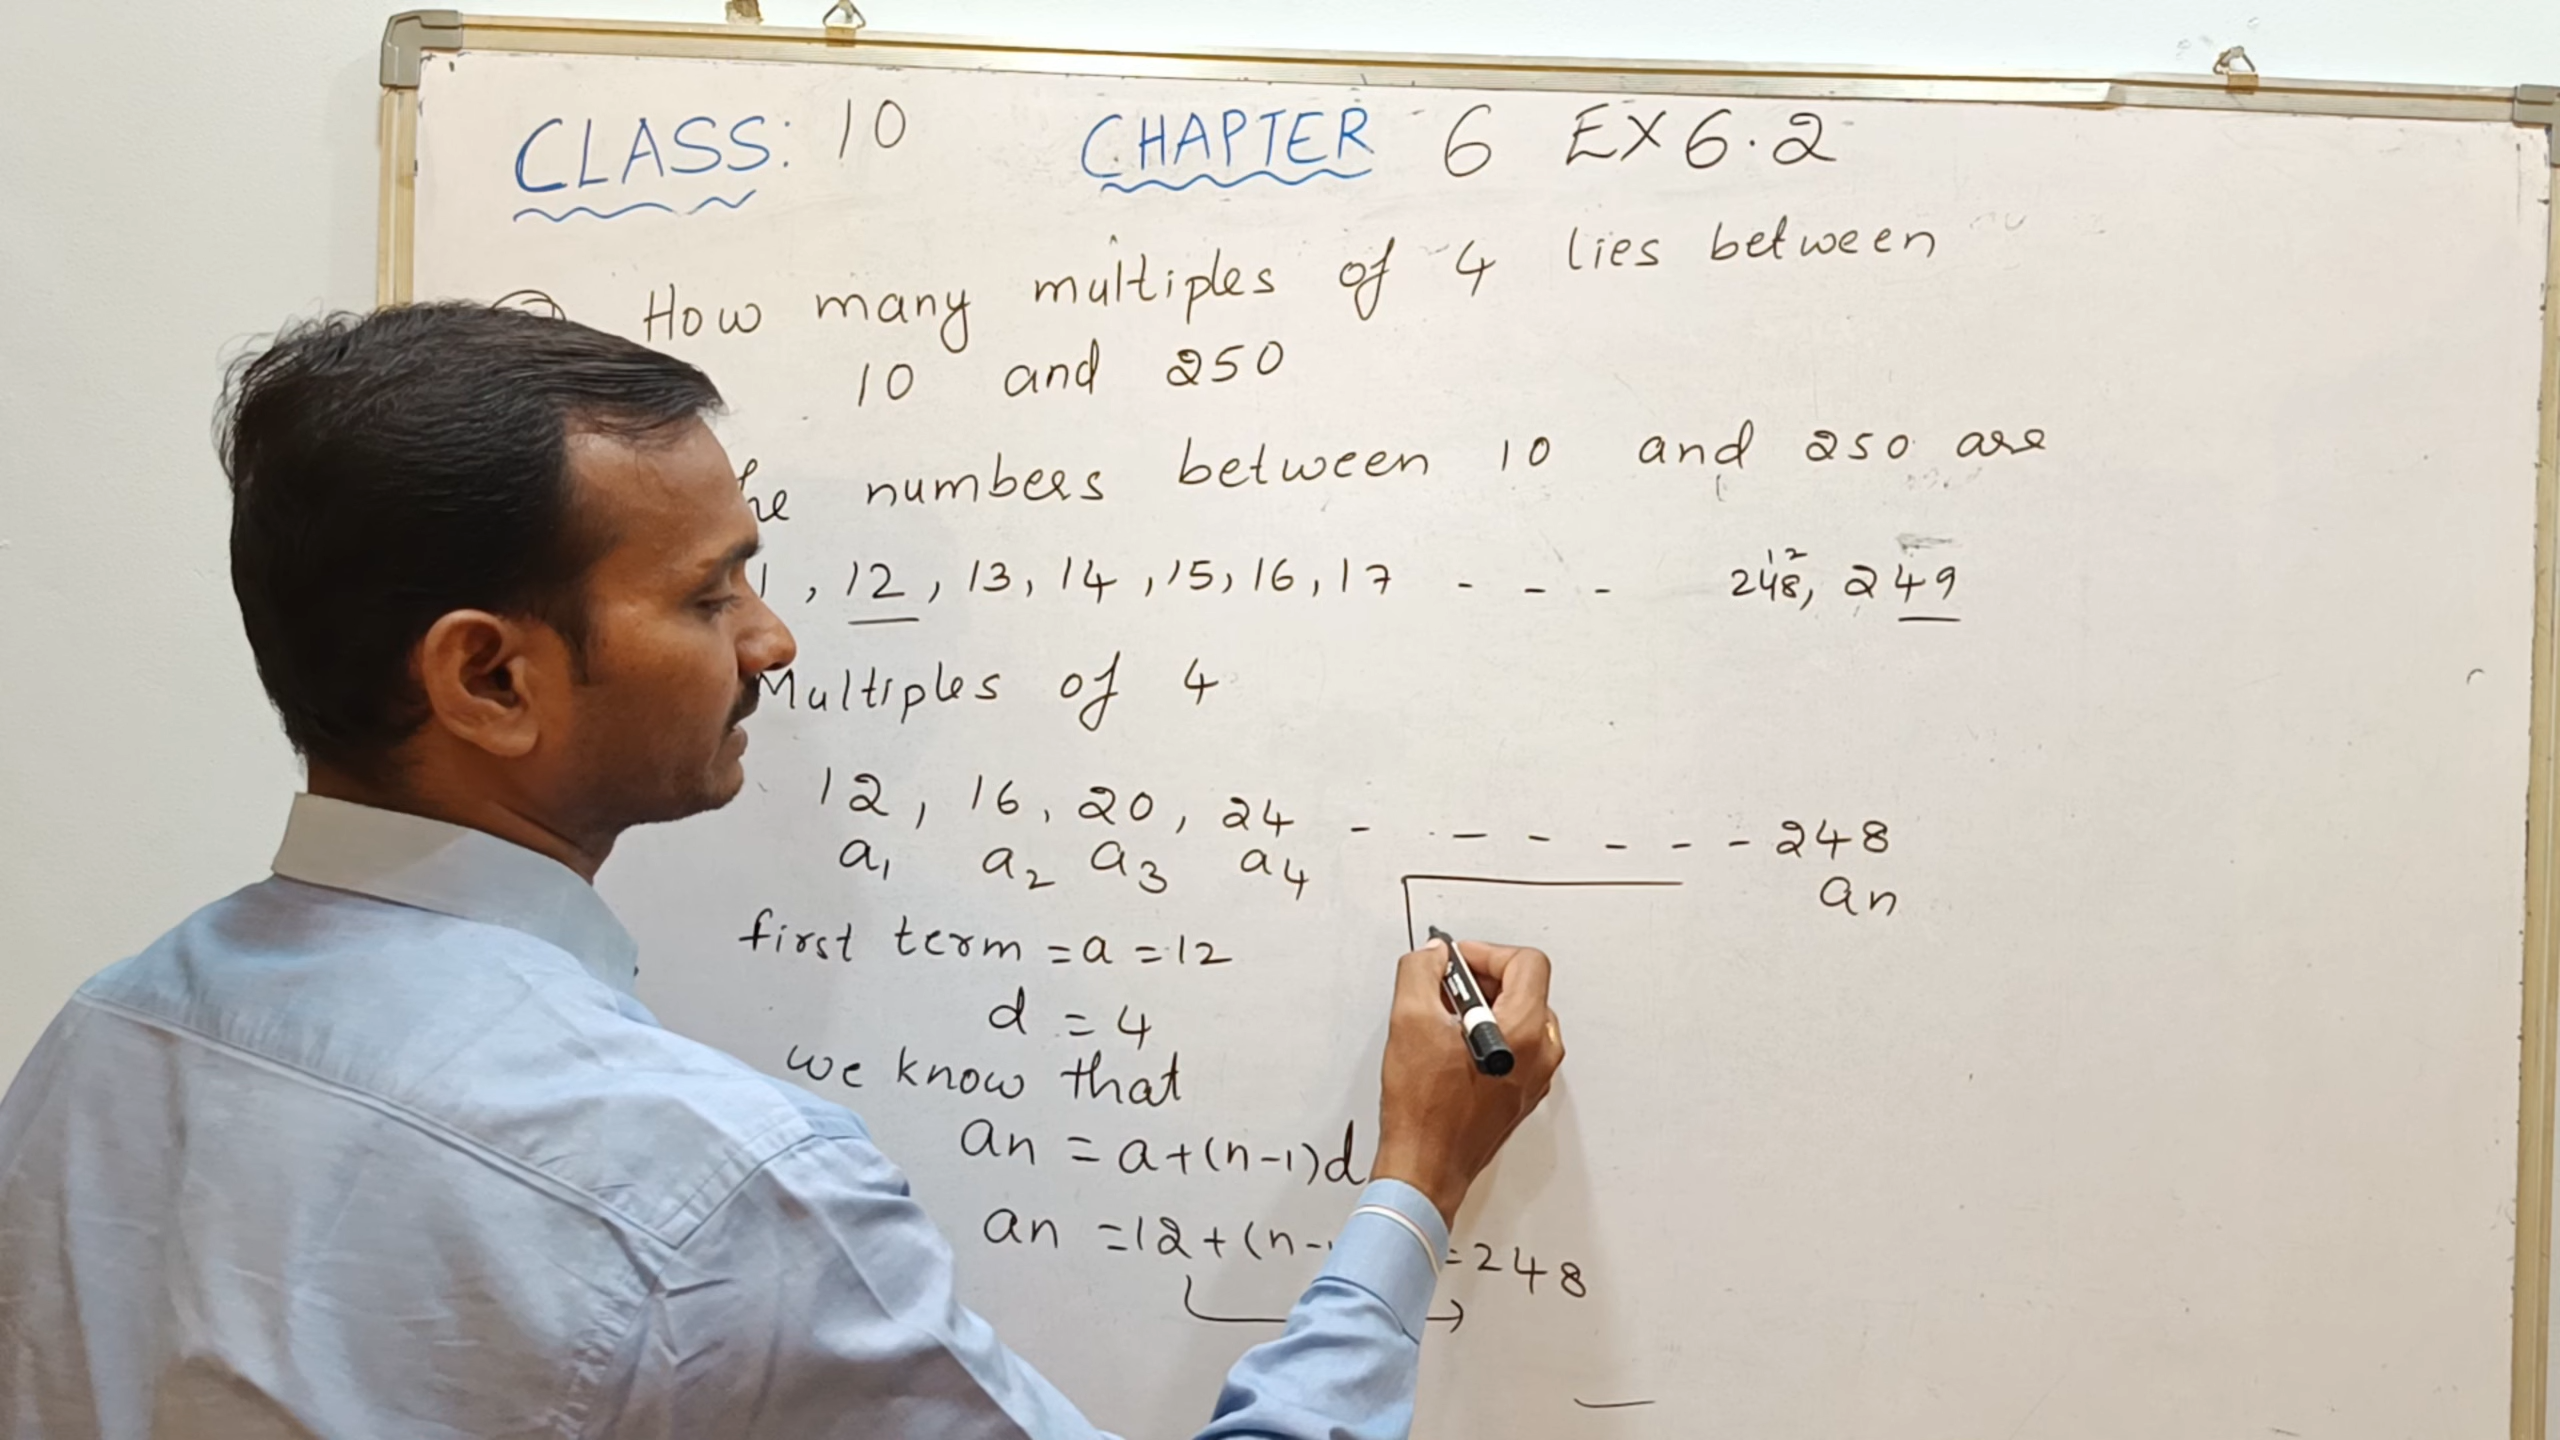 CLASS: 10 CHAPTER 6 EX 6.2
How many multiples of 4 lies between
10 and 250
numbers between 10 and 250 are
, 12, 13, 14, 15, 16, 17 - - - 248, 249
12
Multiples of 4
12, 16, 20, 24 - - - - - - 248
a1 a2 a3 a4 an
first term = a = 12
d = 4
we know that
an = a+(n-1)d
an = 12+(n- =248